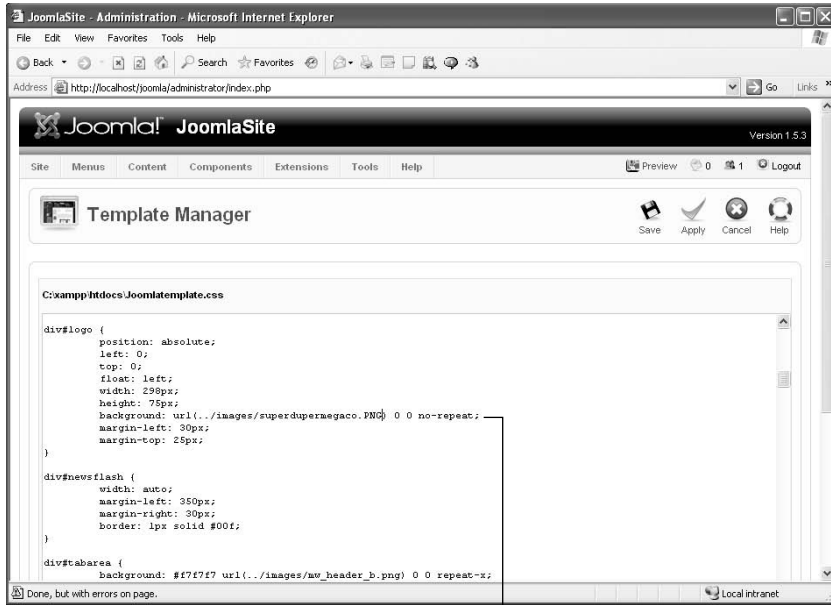 JoomlaSite - Administration - Microsoft Internet Explorer
File Edit View Favorites Tools Help
Back Search Favorites
Address http://localhost/joomla/administrator/index.php Go Links »
Joomla! JoomlaSite
Version 1.5.3
Site Menus Content Components Extensions Tools Help Preview 0 1 Logout
Template Manager
Save Apply Cancel Help
C:\xampp\htdocs\Joomlatemplate.css
div#logo {
position: absolute;
left: 0;
top: 0;
float: left;
width: 298px;
height: 75px;
background: url(../images/superdupermegaco.PNG) 0 0 no-repeat;
margin-left: 30px;
margin-top: 25px;
}
div#newsflash {
width: auto;
margin-left: 350px;
margin-right: 30px;
border: 1px solid #00f;
}
div#tabarea {
background: #f7f7f7 url(../images/mw_header_b.png) 0 0 repeat-x;
Done, but with errors on page. Local intranet